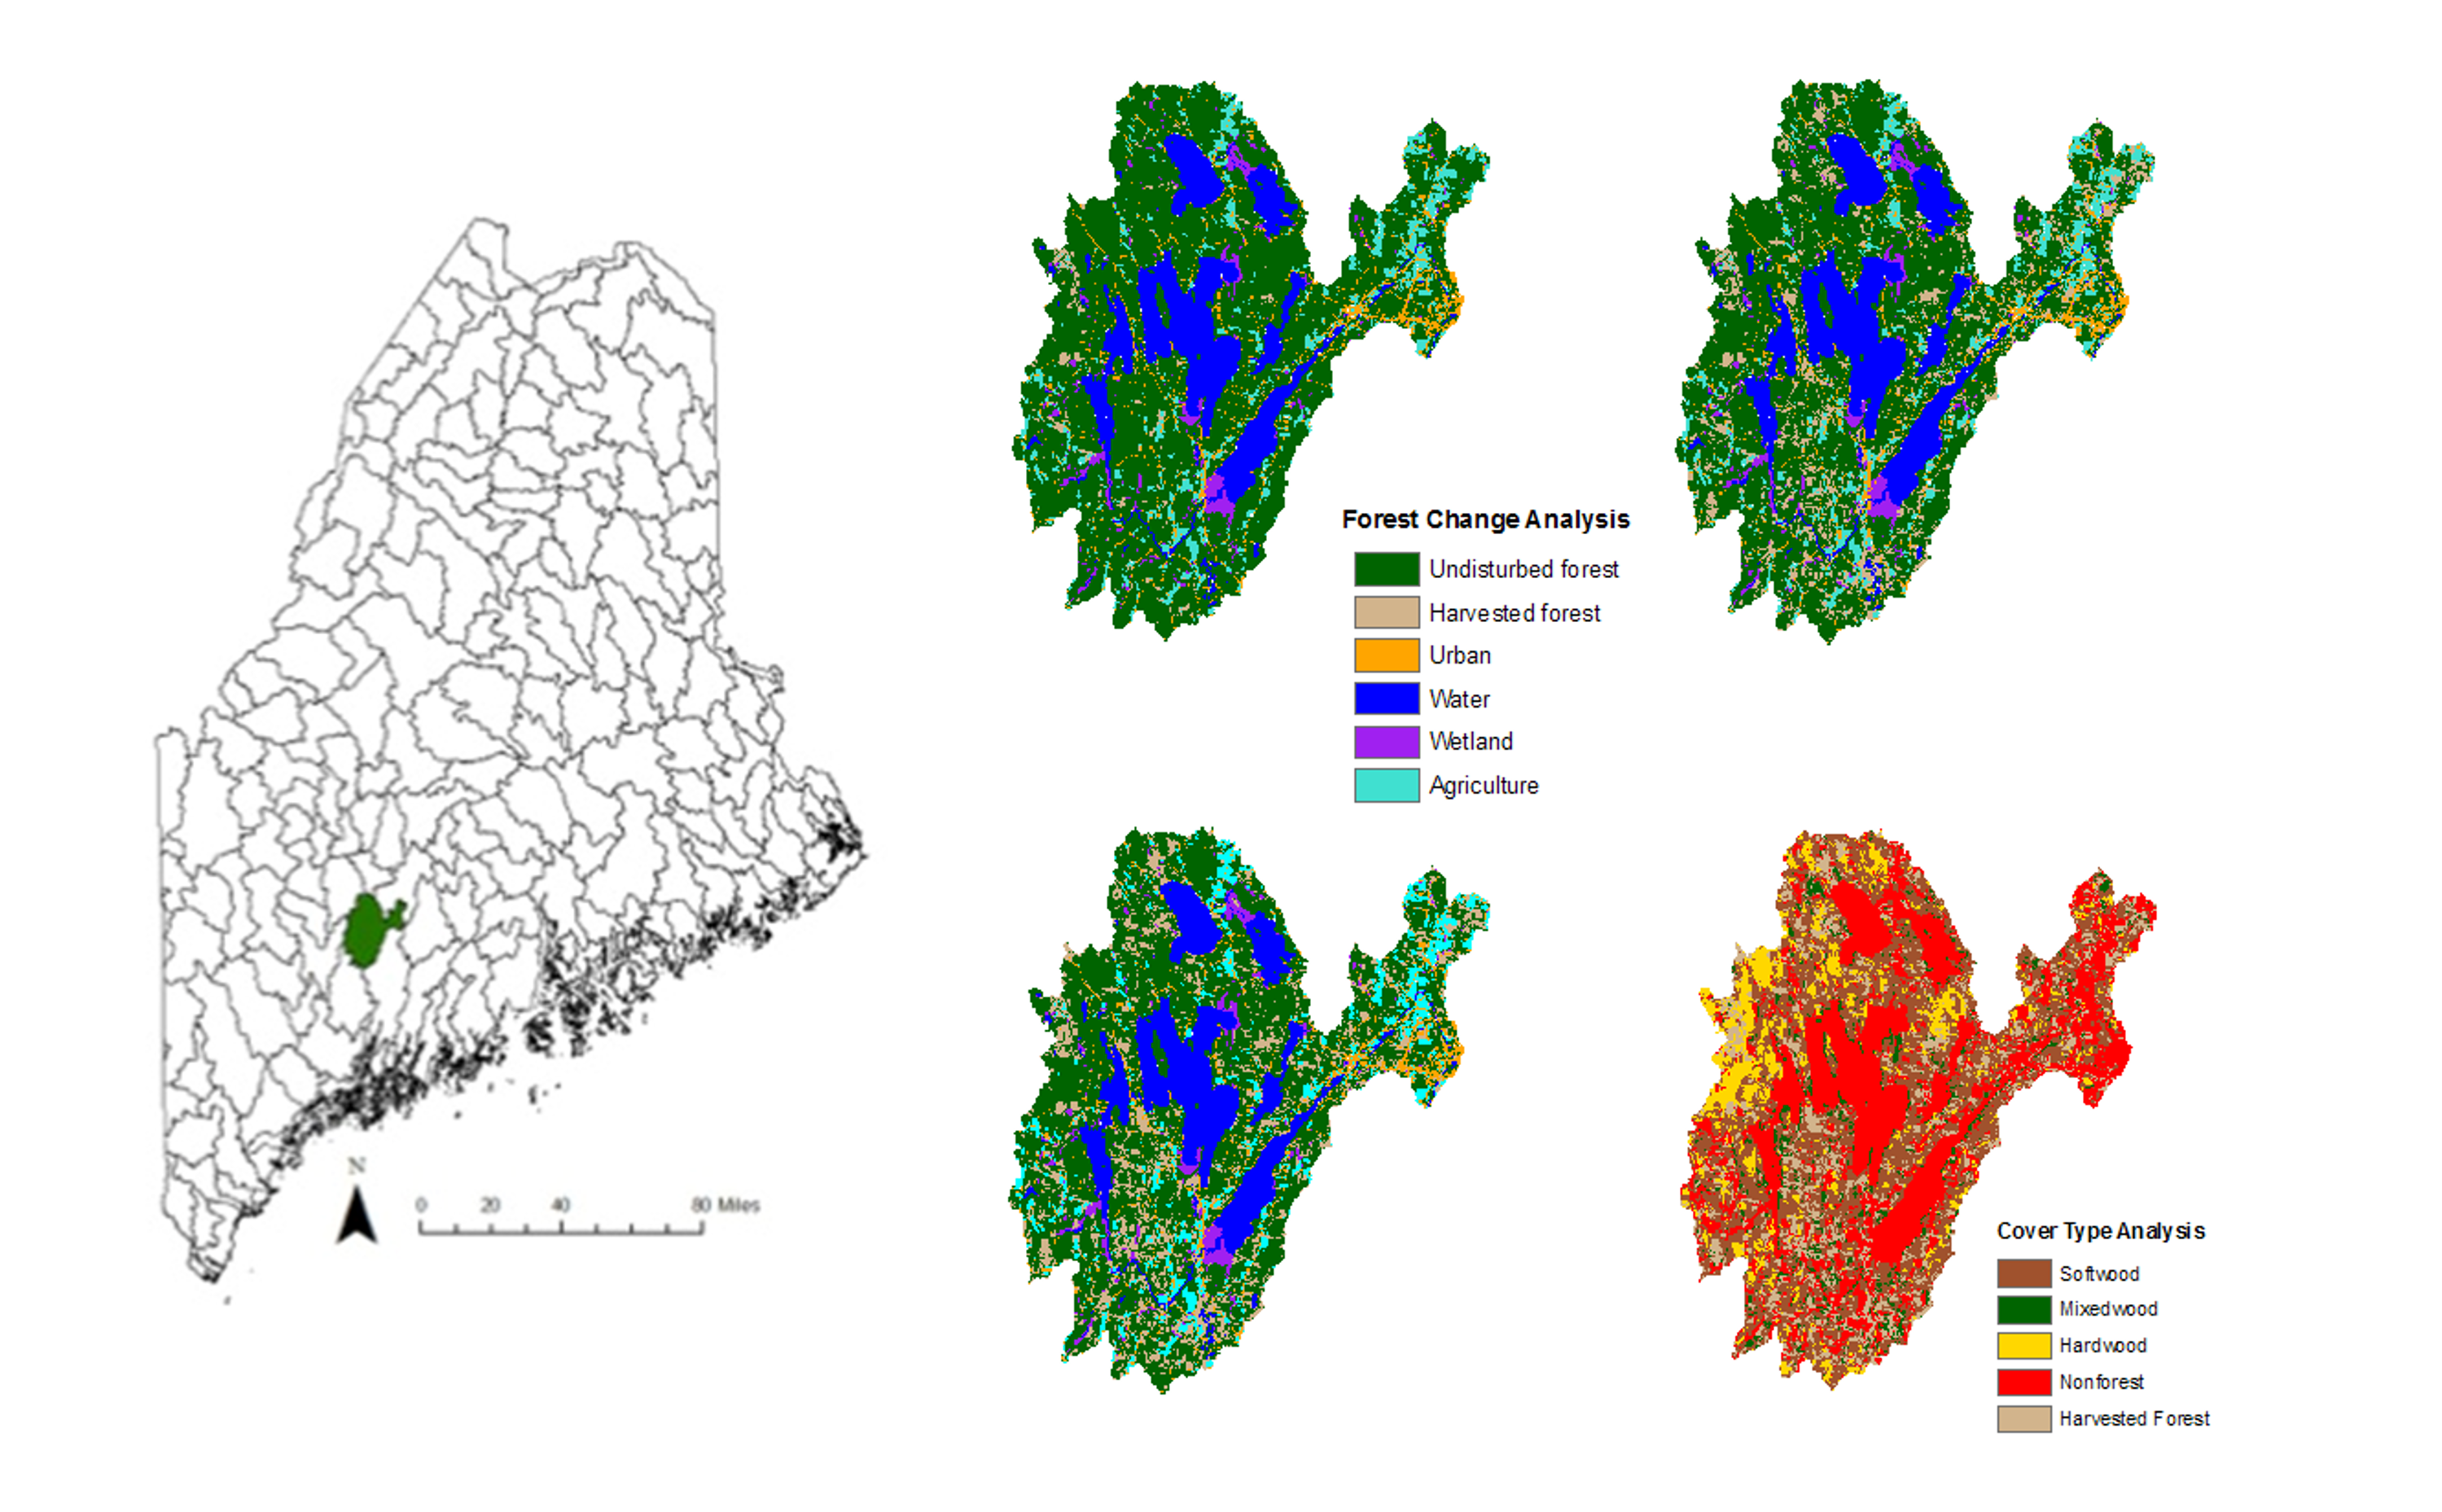 N
0 20 40 80 Miles
Forest Change Analysis
Undisturbed forest
Harvested forest
Urban
Water
Wetland
Agriculture
Cover Type Analysis
Softwood
Mixedwood
Hardwood
Nonforest
Harvested Forest